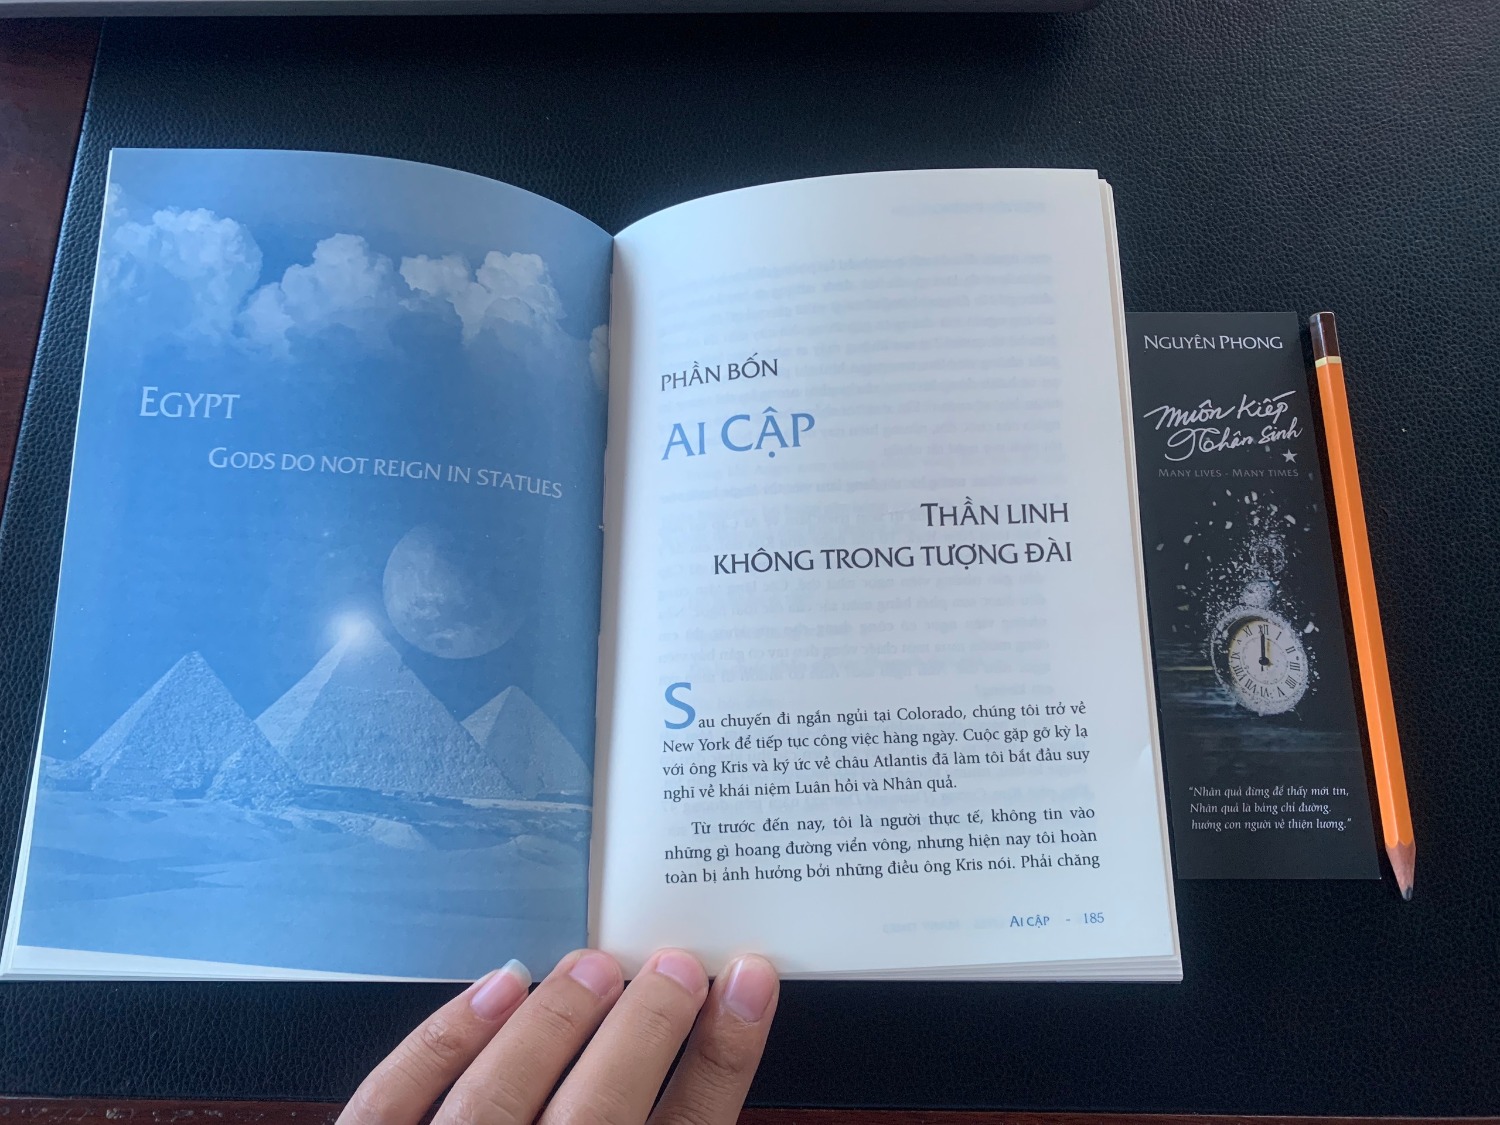 EGYPT
GODS DO NOT REIGN IN STATUES
PHẦN BỐN
AI CẬP
THẦN LINH
KHÔNG TRONG TƯỢNG ĐÀI
Sau chuyến đi ngắn ngủi tại Colorado, chúng tôi trở về
New York để tiếp tục công việc hàng ngày. Cuộc gặp gỡ kỳ lạ
với ông Kris và ký ức về châu Atlantis đã làm tôi bắt đầu suy
nghĩ về khái niệm Luân hồi và Nhân quả.
Từ trước đến nay, tôi là người thực tế, không tin vào
những gì hoang đường viển vông, nhưng hiện nay tôi hoàn
toàn bị ảnh hưởng bởi những điều ông Kris nói. Phải chăng
AI CẬP - 185
NGUYÊN PHONG
Muôn Kiếp
Nhân Sinh
MANY LIVES - MANY TIMES
"Nhân quả đừng để thấy mới tin,
Nhân quả là bảng chỉ đường,
hướng con người về thiện lương."